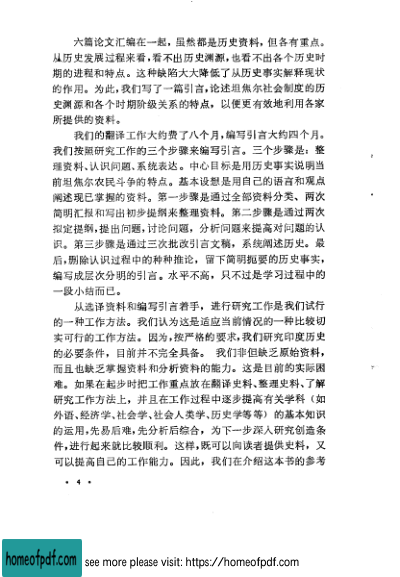 六篇论文汇编在一起，虽然都是历史资料，但各有重点。
从历史发展过程来看，看不出历史渊源，也看不出各个历史时
期的进程和特点。这种缺陷大大降低了从历史事实解释现状
的作用。为此，我们写了一篇引言，论述坦焦尔社会制度的历
史渊源和各个时期阶级关系的特点，以便更有效地利用各家
所提供的资料。
我们的翻译工作大约费了八个月，编写引言大约四个月。
我们按照研究工作的三个步骤来编写引言。三个步骤是：整
理资料、认识问题、系统表达。中心目标是用历史事实说明当
前坦焦尔农民斗争的特点。基本设想是用自己的语言和观点
阐述现已掌握的资料。第一步骤是通过全部资料分类、两次
简明汇报和写出初步提纲来整理资料。第二步骤是通过两次
拟定提纲，提出问题，讨论问题，分析问题来提高对问题的认
识。第三步骤是通过三次批改引言文稿，系统阐述历史。最
后，删除认识过程中的种种推论，留下简明扼要的历史事实，
编写成层次分明的引言。水平不高，只不过是学习过程中的
一段小结而已。
从选译资料和编写引言着手，进行研究工作是我们试行
的一种工作方法。我们认为这是适应当前情况的一种比较切
实可行的工作方法。因为，按严格的要求，我们研究印度历史
的必要条件，目前并不完全具备。我们非但缺乏原始资料，
而且也缺乏掌握资料和分析资料的能力。这是目前的实际困
难。如果在起步时把工作重点放在翻译史料、整理史料、了解
研究工作方法上，并且在工作过程中逐步提高有关学科（如
外语、经济学、社会学、社会人类学、历史学等等）的基本知识
的运用，先易后难，先分析后综合，为下一步深入研究创造条
件，进行起来就比较顺利。这样，既可以向读者提供史料，又
可以提高自己的工作能力。因此，我们在介绍这本书的参考
• 4 •
homeofpdf.com
see more please visit: https://homeofpdf.com